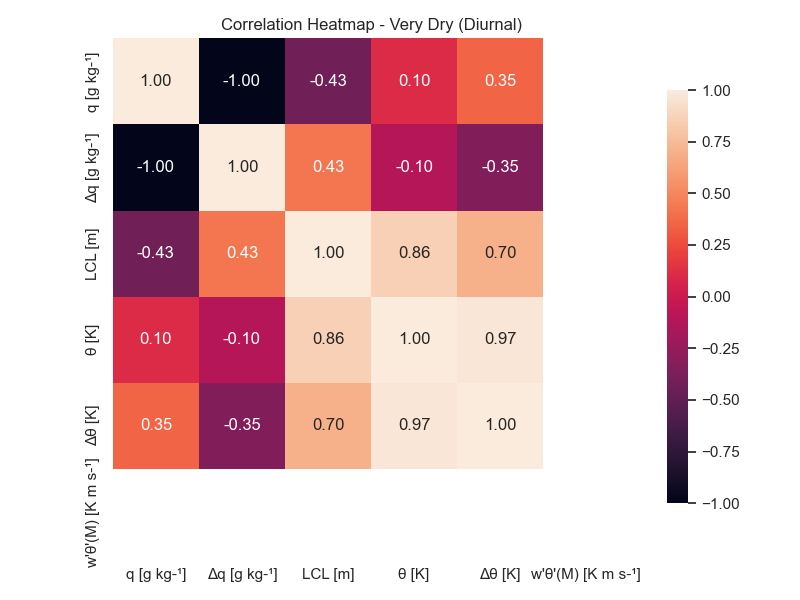 Correlation Heatmap - Very Dry (Diurnal)
q [g kg⁻¹]
1.00 -1.00 -0.43 0.10 0.35
Δq [g kg⁻¹]
-1.00 1.00 0.43 -0.10 -0.35
LCL [m]
-0.43 0.43 1.00 0.86 0.70
θ [K]
0.10 -0.10 0.86 1.00 0.97
Δθ [K]
0.35 -0.35 0.70 0.97 1.00
w'θ'(M) [K m s⁻¹]
q [g kg⁻¹] Δq [g kg⁻¹] LCL [m] θ [K] Δθ [K] w'θ'(M) [K m s⁻¹]
1.00
0.75
0.50
0.25
0.00
−0.25
−0.50
−0.75
−1.00